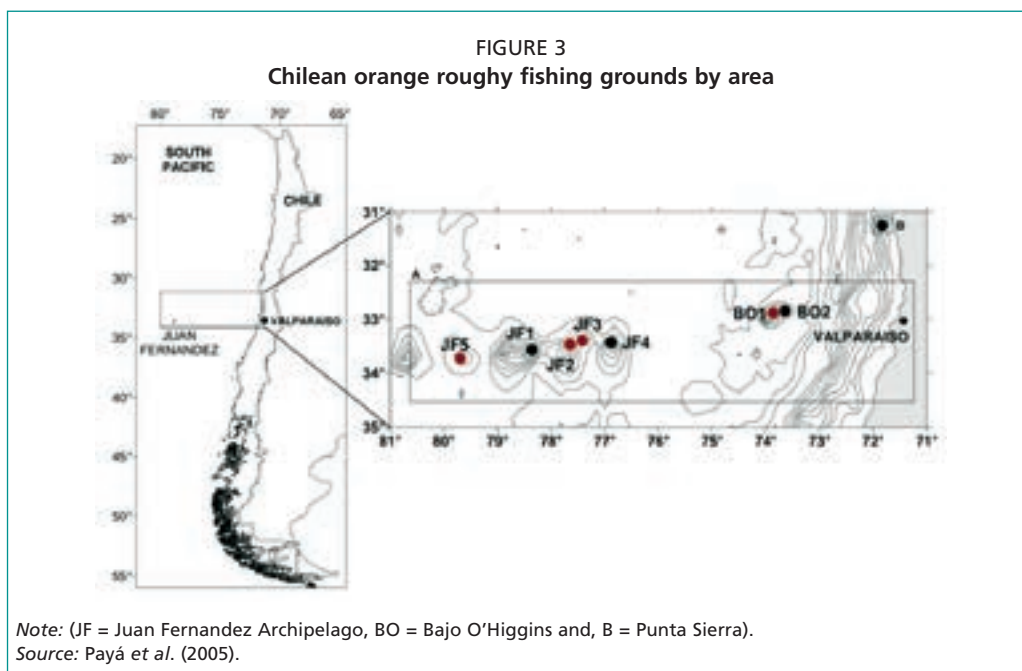 FIGURE 3
Chilean orange roughy fishing grounds by area
80° 75° 70° 65°
20°
25°
30°
35°
40°
45°
50°
55°
SOUTH
PACIFIC
CHILE
JUAN
FERNANDEZ
VALPARAISO
31°
32°
33°
34°
35°
A
B
BO1 BO2
VALPARAISO
JF5 JF1 JF3 JF4
JF2
81° 80° 79° 78° 77° 76° 75° 74° 73° 72° 71°
Note: (JF = Juan Fernandez Archipelago, BO = Bajo O’Higgins and, B = Punta Sierra).
Source: Payá et al. (2005).